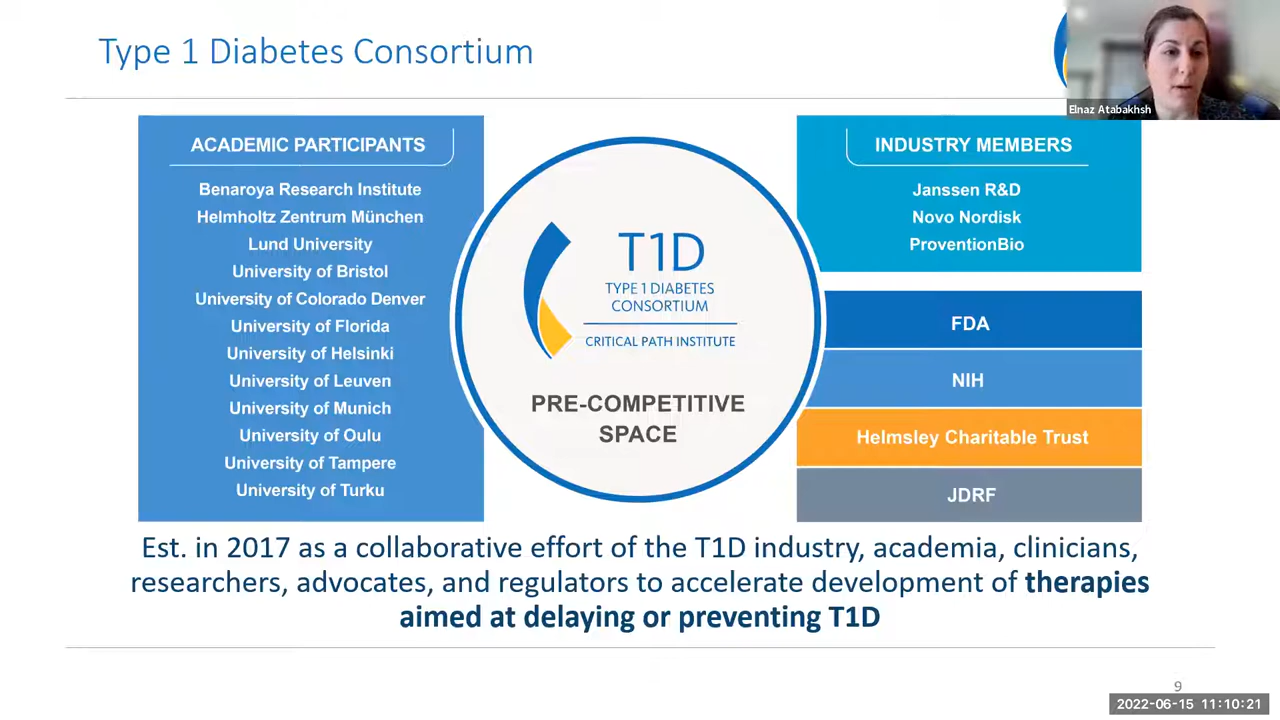 Type 1 Diabetes Consortium
Elnaz Atabakhsh
ACADEMIC PARTICIPANTS
Benaroya Research Institute
Helmholtz Zentrum München
Lund University
University of Bristol
University of Colorado Denver
University of Florida
University of Helsinki
University of Leuven
University of Munich
University of Oulu
University of Tampere
University of Turku
T1D
TYPE 1 DIABETES
CONSORTIUM
CRITICAL PATH INSTITUTE
PRE-COMPETITIVE
SPACE
INDUSTRY MEMBERS
Janssen R&D
Novo Nordisk
ProventionBio
FDA
NIH
Helmsley Charitable Trust
JDRF
Est. in 2017 as a collaborative effort of the T1D industry, academia, clinicians,
researchers, advocates, and regulators to accelerate development of therapies
aimed at delaying or preventing T1D
9
2022-06-15 11:10:21